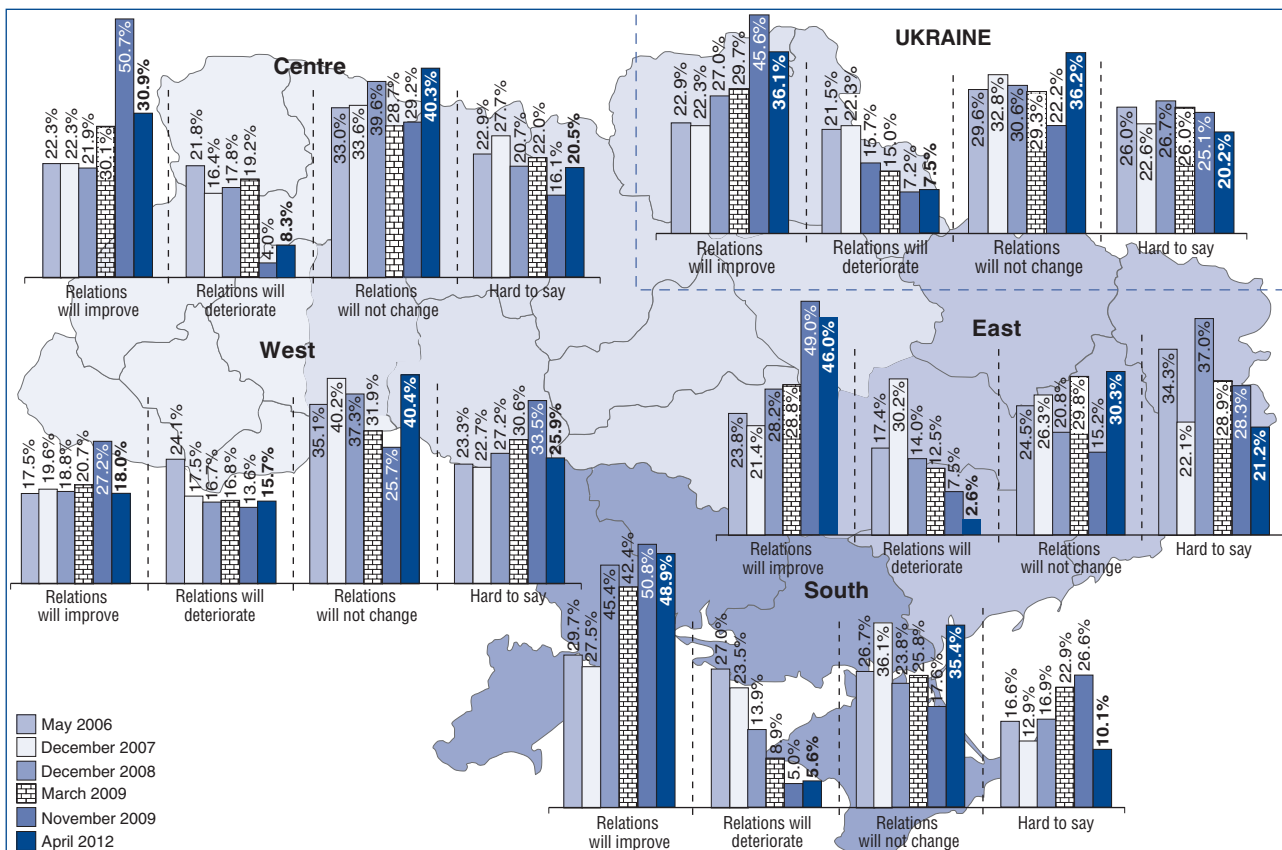 Centre
22.3%
22.3%
21.9%
30.1%
50.7%
30.9%
Relations
will improve
21.8%
16.4%
17.8%
19.2%
4.0%
8.3%
Relations will
deteriorate
33.0%
33.6%
39.6%
28.7%
29.2%
40.3%
Relations
will not change
22.9%
27.7%
20.7%
22.0%
16.1%
20.5%
Hard to say
UKRAINE
22.9%
22.3%
27.0%
29.7%
45.6%
36.1%
Relations
will improve
21.5%
22.3%
15.7%
15.0%
7.2%
7.5%
Relations will
deteriorate
29.6%
32.8%
30.6%
29.3%
22.2%
36.2%
Relations
will not change
26.0%
22.6%
26.7%
26.0%
25.1%
20.2%
Hard to say
West
17.5%
19.6%
18.8%
20.7%
27.2%
18.0%
Relations
will improve
24.1%
17.5%
16.7%
16.8%
13.6%
15.7%
Relations will
deteriorate
35.1%
40.2%
37.3%
31.9%
25.7%
40.4%
Relations
will not change
23.3%
22.7%
27.2%
30.6%
33.5%
25.9%
Hard to say
East
23.8%
21.4%
28.2%
28.8%
49.0%
46.0%
Relations
will improve
17.4%
30.2%
14.0%
12.5%
7.5%
2.6%
Relations will
deteriorate
24.5%
26.3%
20.8%
29.8%
15.2%
30.3%
Relations
will not change
34.3%
22.1%
37.0%
28.9%
28.3%
21.2%
Hard to say
South
29.7%
27.5%
45.4%
42.4%
50.8%
48.9%
Relations
will improve
27.0%
23.5%
13.9%
8.9%
5.0%
5.6%
Relations will
deteriorate
26.7%
36.1%
23.8%
25.8%
17.6%
35.4%
Relations
will not change
16.6%
12.9%
16.9%
22.9%
26.6%
10.1%
Hard to say
May 2006
December 2007
December 2008
March 2009
November 2009
April 2012